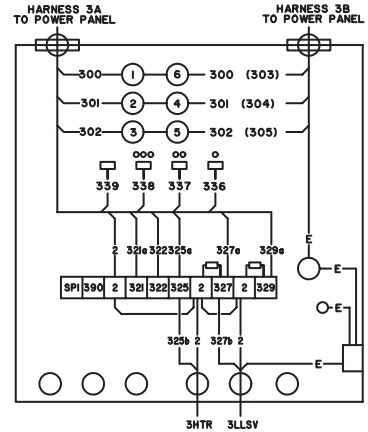 HARNESS 3A HARNESS 3B
TO POWER PANEL TO POWER PANEL
300 1 6 300 (303)
301 2 4 301 (304)
302 3 5 302 (305)
339 338 337 336
E
2 321a 322 325a 327a 329a
E
SP1 390 2 321 322 325 2 327 2 329
E
325b 2 327b 2
E
3HTR 3LLSV